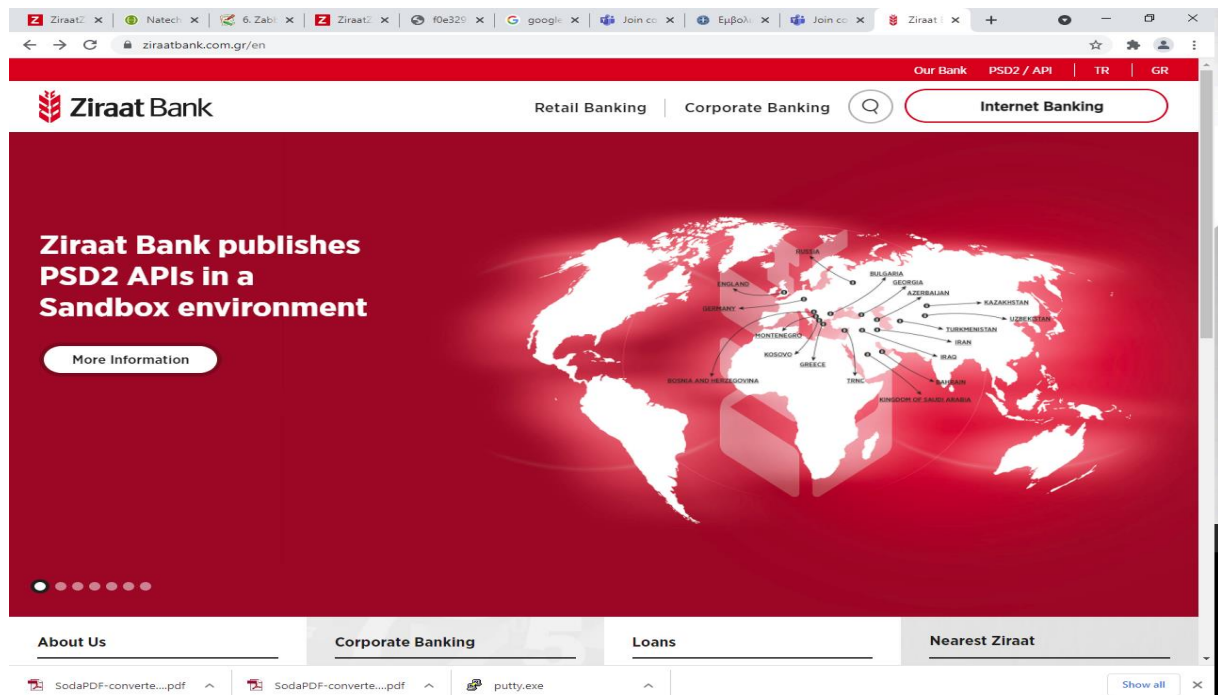 ZiraatZ
Natech
6. Zabb
ZiraatZ
f0e329
google
Join co
Εμβολι
Join co
Ziraat
ziraatbank.com.gr/en
Our Bank PSD2 / API TR GR
Ziraat Bank
Retail Banking Corporate Banking
Internet Banking
Ziraat Bank publishes
PSD2 APIs in a
Sandbox environment
More Information
RUSSIA
ENGLAND
BULGARIA
GEORGIA
AZERBAIJAN
GERMANY
KAZAKHSTAN
UZBEKISTAN
TURKMENISTAN
MONTENEGRO
IRAN
KOSOVO
IRAQ
GREECE
BOSNIA AND HERZEGOVINA
TRNC
BAHRAIN
KINGDOM OF SAUDI ARABIA
About Us
Corporate Banking
Loans
Nearest Ziraat
SodaPDF-converte....pdf
SodaPDF-converte....pdf
putty.exe
Show all